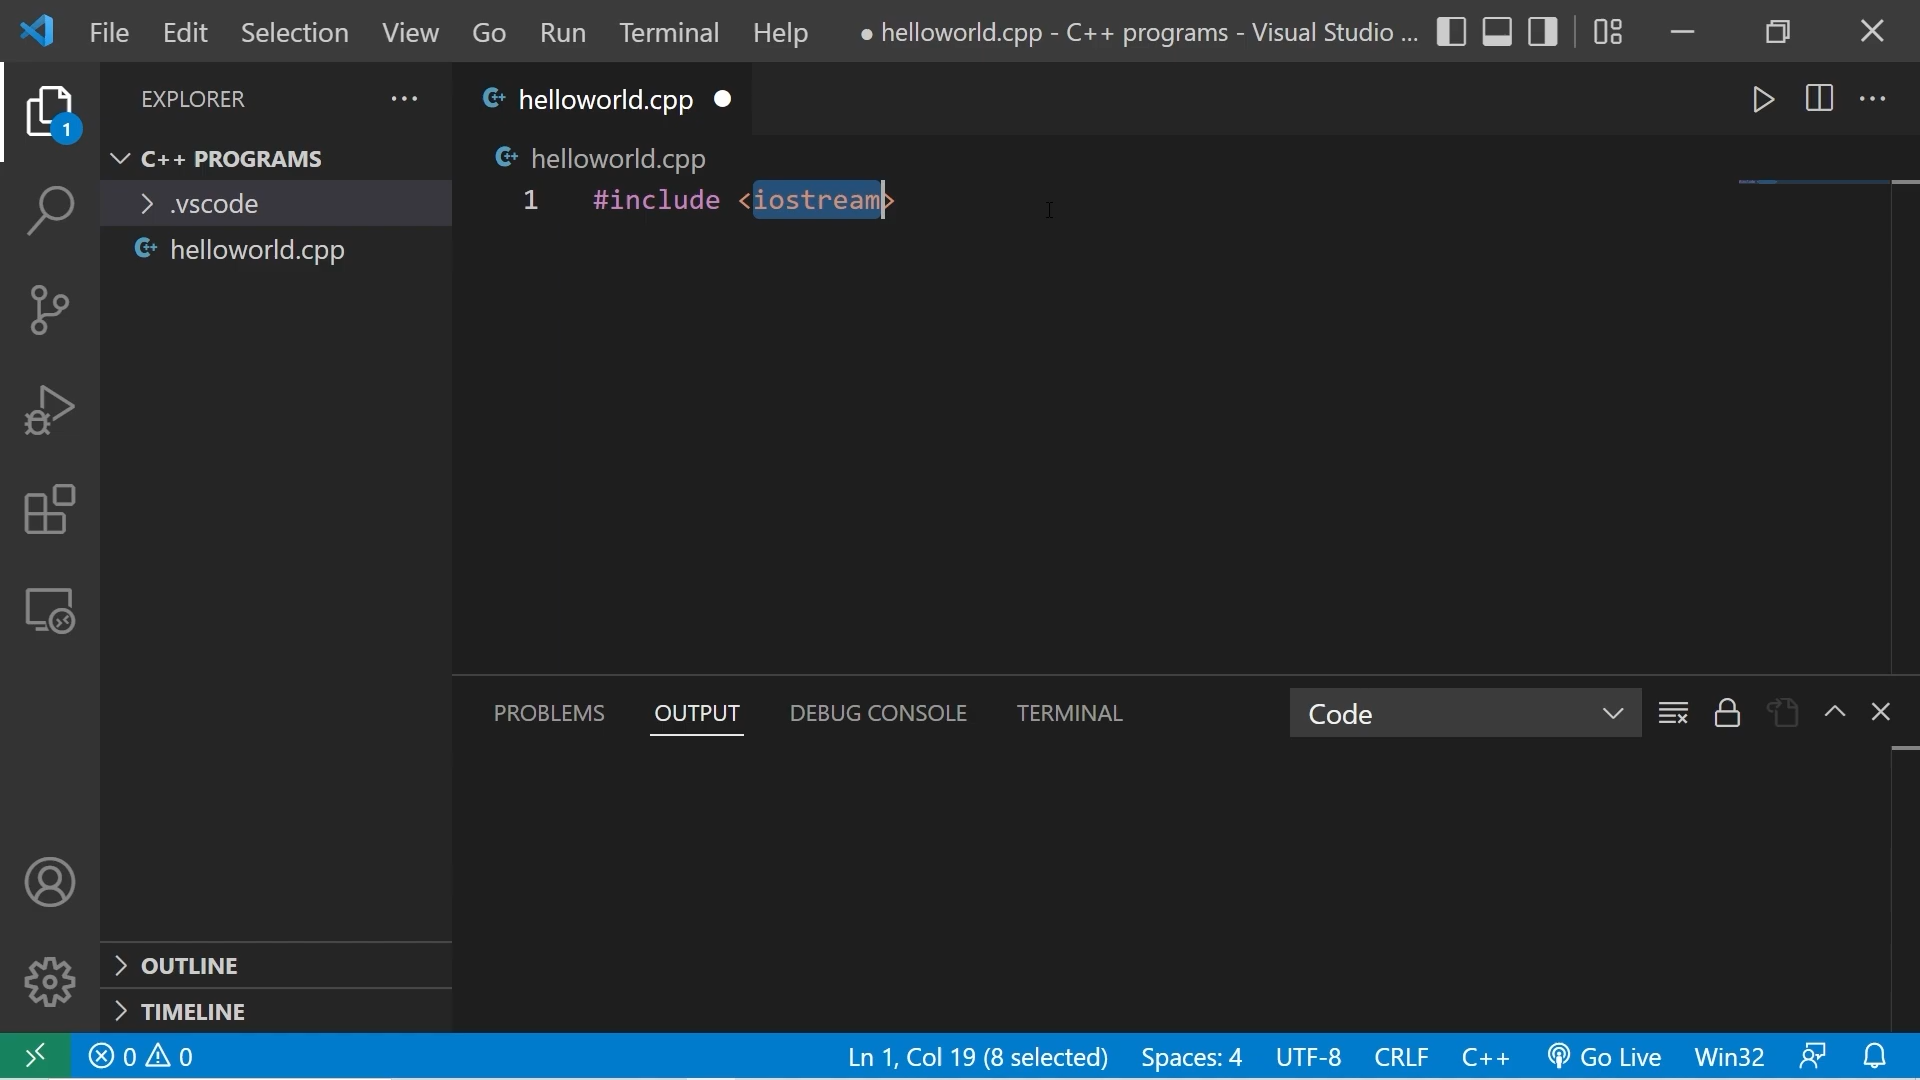 File Edit Selection View Go Run Terminal Help ● helloworld.cpp - C++ programs - Visual Studio ...
EXPLORER
helloworld.cpp
1
C++ PROGRAMS
helloworld.cpp
.vscode
1 #include <iostream>
helloworld.cpp
PROBLEMS OUTPUT DEBUG CONSOLE TERMINAL Code
OUTLINE
TIMELINE
0 0 Ln 1, Col 19 (8 selected) Spaces: 4 UTF-8 CRLF C++ Go Live Win32